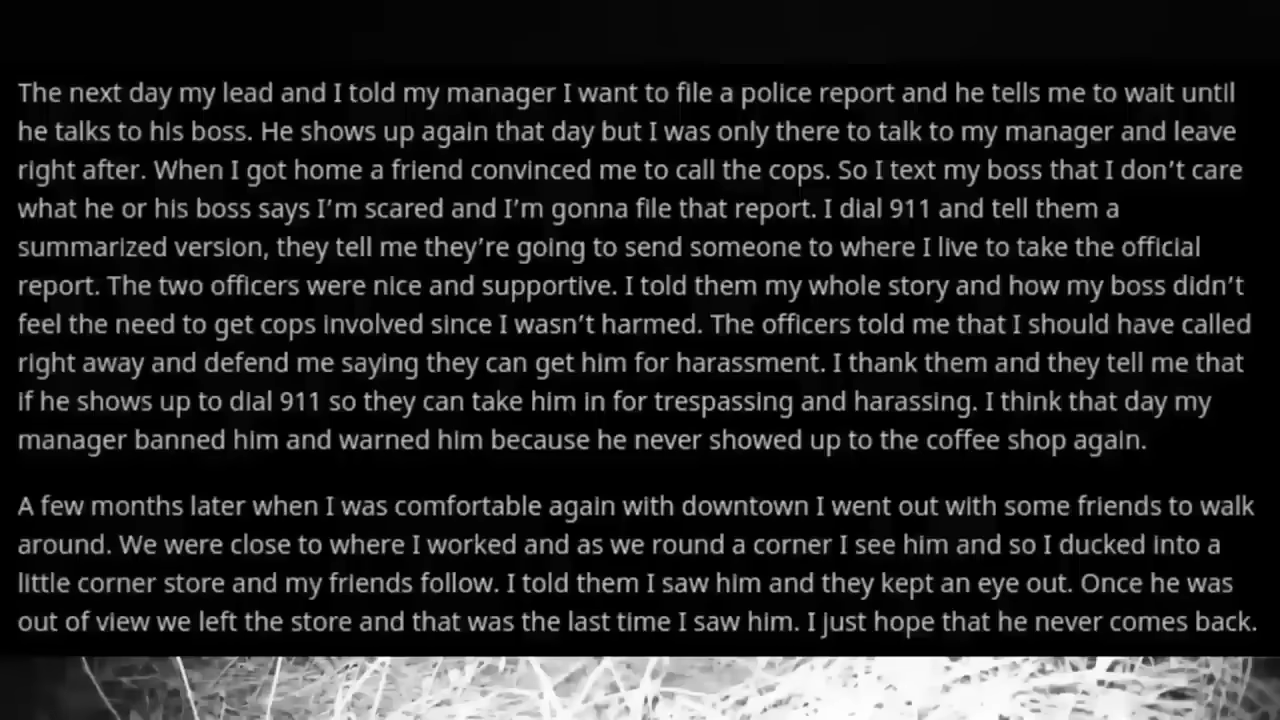 The next day my lead and I told my manager I want to file a police report and he tells me to wait until
he talks to his boss. He shows up again that day but I was only there to talk to my manager and leave
right after. When I got home a friend convinced me to call the cops. So I text my boss that I don’t care
what he or his boss says I’m scared and I’m gonna file that report. I dial 911 and tell them a
summarized version, they tell me they’re going to send someone to where I live to take the official
report. The two officers were nice and supportive. I told them my whole story and how my boss didn’t
feel the need to get cops involved since I wasn’t harmed. The officers told me that I should have called
right away and defend me saying they can get him for harassment. I thank them and they tell me that
if he shows up to dial 911 so they can take him in for trespassing and harassing. I think that day my
manager banned him and warned him because he never showed up to the coffee shop again.
A few months later when I was comfortable again with downtown I went out with some friends to walk
around. We were close to where I worked and as we round a corner I see him and so I ducked into a
little corner store and my friends follow. I told them I saw him and they kept an eye out. Once he was
out of view we left the store and that was the last time I saw him. I just hope that he never comes back.